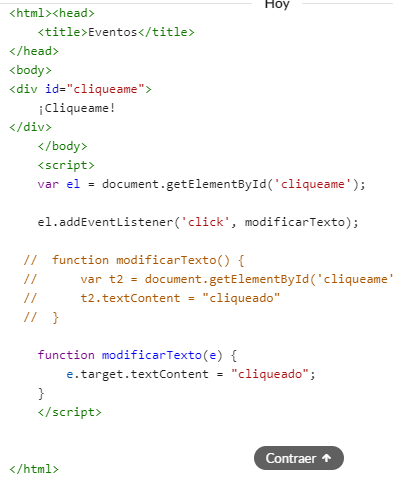 Hoy
<html><head>
<title>Eventos</title>
</head>
<body>
<div id="cliqueame">
¡Cliqueame!
</div>
</body>
<script>
var el = document.getElementById('cliqueame');
el.addEventListener('click', modificarTexto);
// function modificarTexto() {
// var t2 = document.getElementById('cliqueame'
// t2.textContent = "cliqueado"
// }
function modificarTexto(e) {
e.target.textContent = "cliqueado";
}
</script>
Contraer ↑
</html>